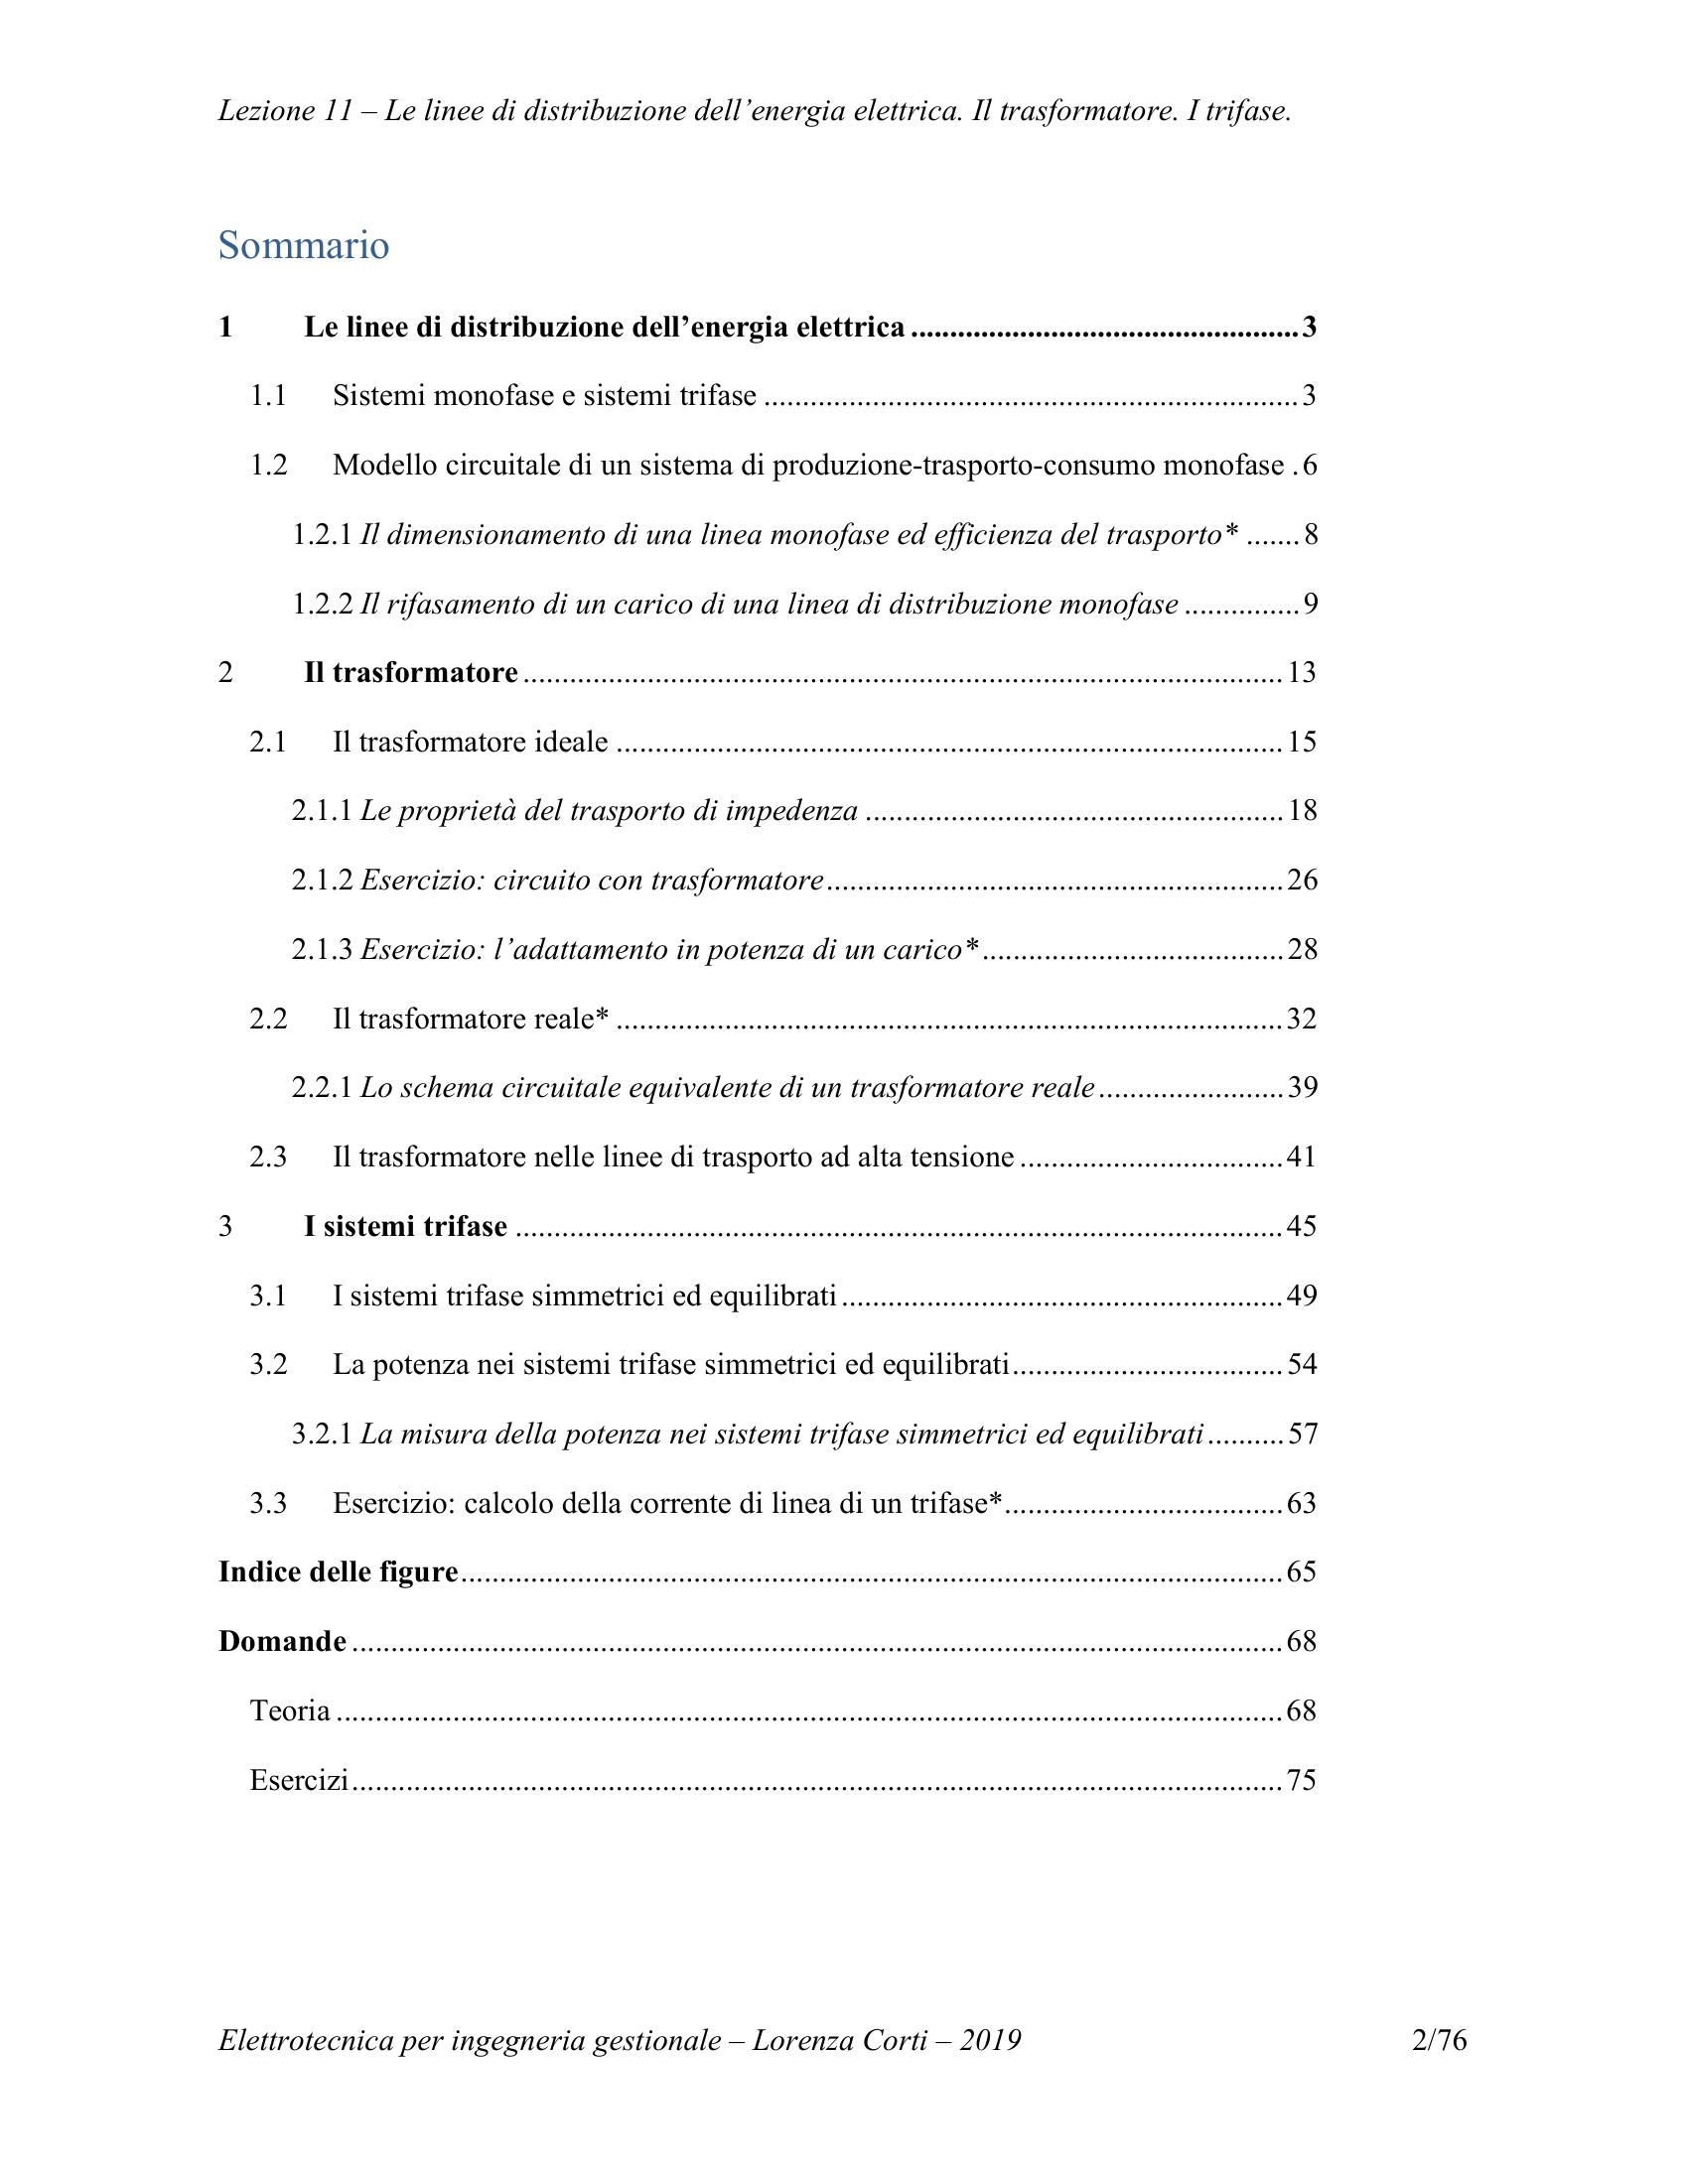 Lezione 11 – Le linee di distribuzione dell’energia elettrica. Il trasformatore. I trifase.
Sommario
1 Le linee di distribuzione dell’energia elettrica ................................................. 3
1.1 Sistemi monofase e sistemi trifase .................................................................... 3
1.2 Modello circuitale di un sistema di produzione-trasporto-consumo monofase . 6
1.2.1 Il dimensionamento di una linea monofase ed efficienza del trasporto* ....... 8
1.2.2 Il rifasamento di un carico di una linea di distribuzione monofase ............... 9
2 Il trasformatore ................................................................................................. 13
2.1 Il trasformatore ideale ..................................................................................... 15
2.1.1 Le proprietà del trasporto di impedenza ..................................................... 18
2.1.2 Esercizio: circuito con trasformatore .......................................................... 26
2.1.3 Esercizio: l’adattamento in potenza di un carico* ...................................... 28
2.2 Il trasformatore reale* ..................................................................................... 32
2.2.1 Lo schema circuitale equivalente di un trasformatore reale ........................ 39
2.3 Il trasformatore nelle linee di trasporto ad alta tensione ................................. 41
3 I sistemi trifase .................................................................................................. 45
3.1 I sistemi trifase simmetrici ed equilibrati ........................................................ 49
3.2 La potenza nei sistemi trifase simmetrici ed equilibrati .................................. 54
3.2.1 La misura della potenza nei sistemi trifase simmetrici ed equilibrati .......... 57
3.3 Esercizio: calcolo della corrente di linea di un trifase* ................................... 63
Indice delle figure ......................................................................................................... 65
Domande ....................................................................................................................... 68
Teoria ......................................................................................................................... 68
Esercizi ....................................................................................................................... 75
Elettrotecnica per ingegneria gestionale – Lorenza Corti – 2019 2/76